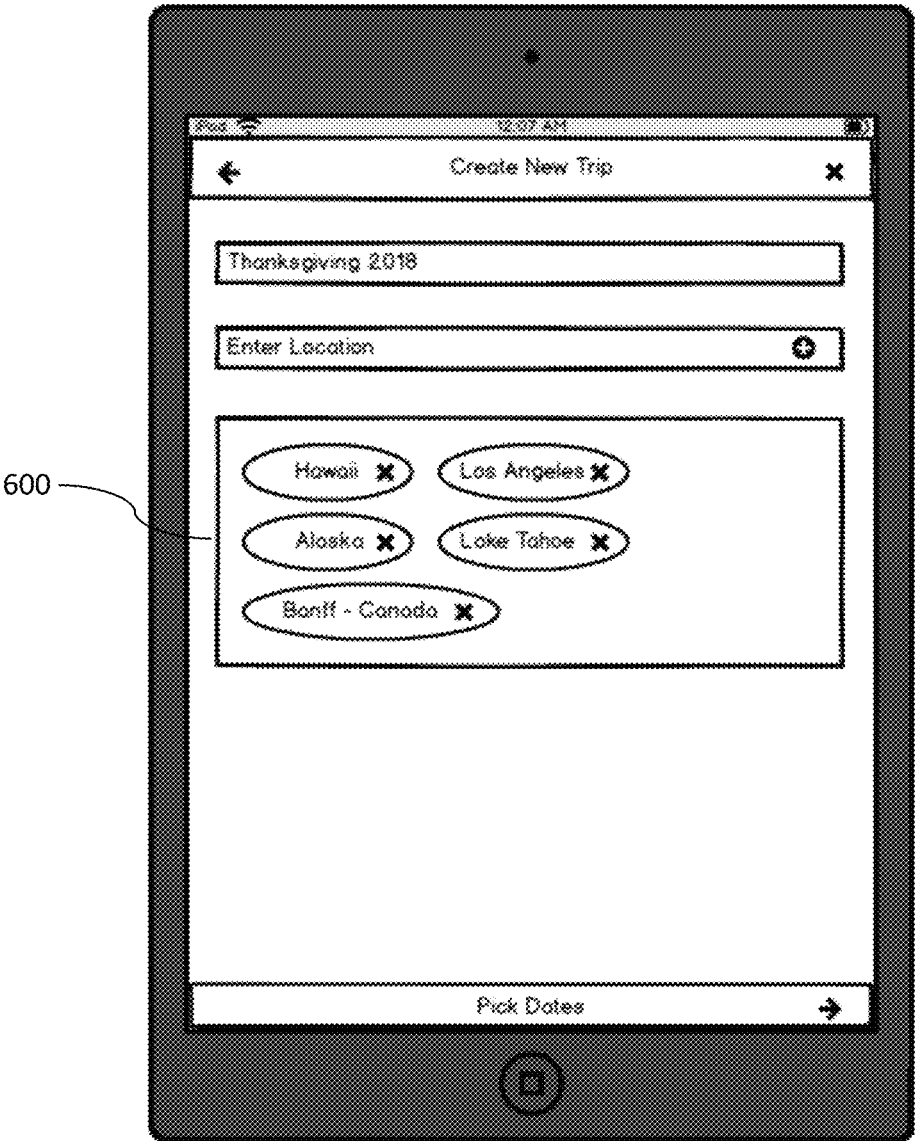 iPod 12:07 AM
Create New Trip
Thanksgiving 2018
Enter Location
Hawaii Los Angeles
600
Alaska Lake Tahoe
Banff - Canada
Pick Dates